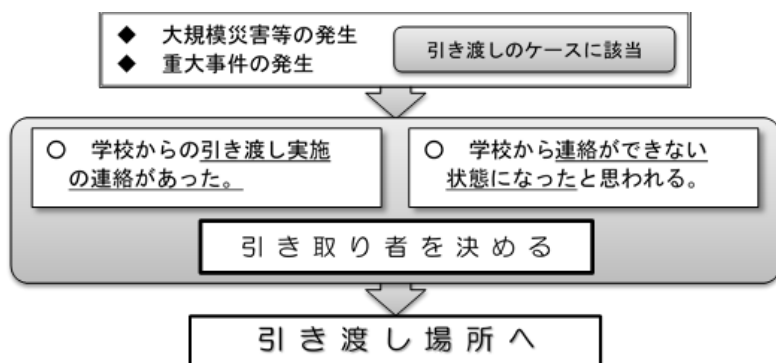 ◆ 大規模災害等の発生
◆ 重大事件の発生
引き渡しのケースに該当
○ 学校からの引き渡し実施
の連絡があった。
○ 学校から連絡ができない
状態になったと思われる。
引き取り者を決める
引き渡し場所へ